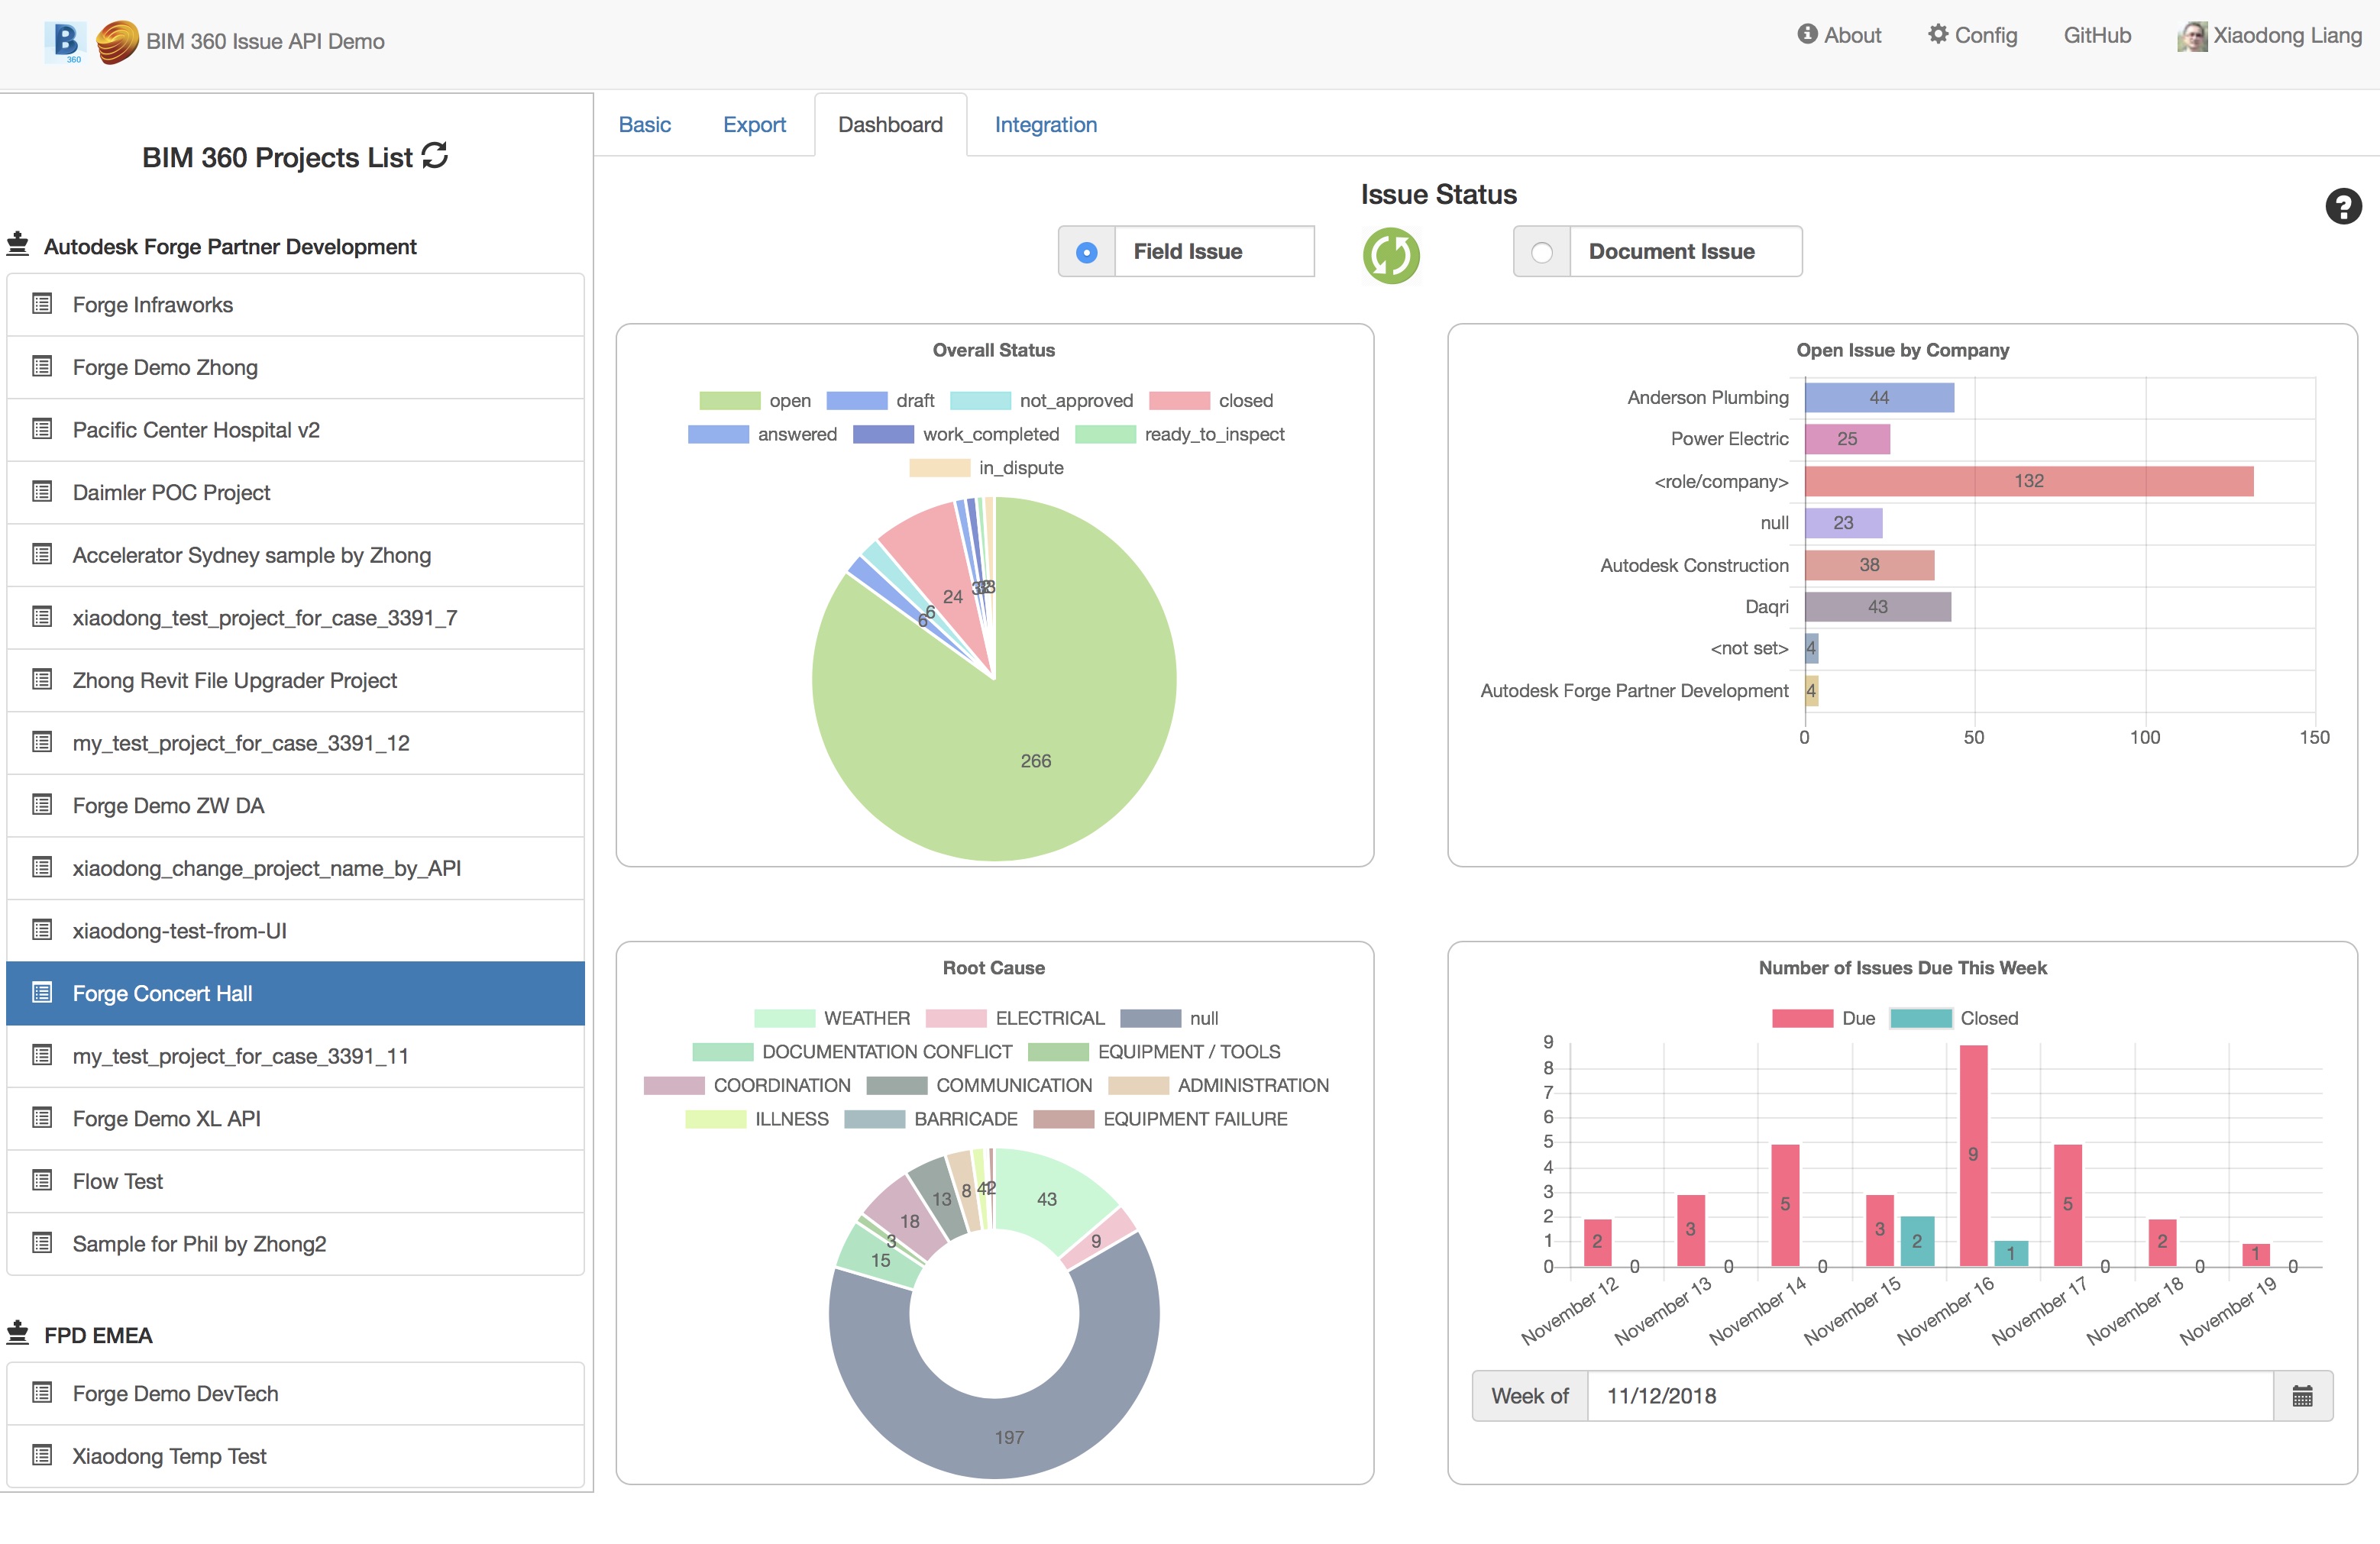 B
360
BIM 360 Issue API Demo
About
Config
GitHub
Xiaodong Liang
BIM 360 Projects List
Autodesk Forge Partner Development
Forge Infraworks
Forge Demo Zhong
Pacific Center Hospital v2
Daimler POC Project
Accelerator Sydney sample by Zhong
xiaodong_test_project_for_case_3391_7
Zhong Revit File Upgrader Project
my_test_project_for_case_3391_12
Forge Demo ZW DA
xiaodong_change_project_name_by_API
xiaodong-test-from-UI
Forge Concert Hall
my_test_project_for_case_3391_11
Forge Demo XL API
Flow Test
Sample for Phil by Zhong2
FPD EMEA
Forge Demo DevTech
Xiaodong Temp Test
Basic
Export
Dashboard
Integration
Issue Status
?
Field Issue
Document Issue
Overall Status
open draft not_approved closed
answered work_completed ready_to_inspect
in_dispute
24
6
6
266
Open Issue by Company
Anderson Plumbing 44
Power Electric 25
<role/company> 132
null 23
Autodesk Construction 38
Daqri 43
<not set> 4
Autodesk Forge Partner Development 4
0 50 100 150
Root Cause
WEATHER ELECTRICAL null
DOCUMENTATION CONFLICT EQUIPMENT / TOOLS
COORDINATION COMMUNICATION ADMINISTRATION
ILLNESS BARRICADE EQUIPMENT FAILURE
43
9
197
15
3
18
13
8
4
2
Number of Issues Due This Week
Due Closed
9
8
7
6
5
4
3
2
1
0
2 0 3 0 5 0 3 2 9 1 5 0 2 0 1 0
November 12 November 13 November 14 November 15 November 16 November 17 November 18 November 19
Week of 11/12/2018